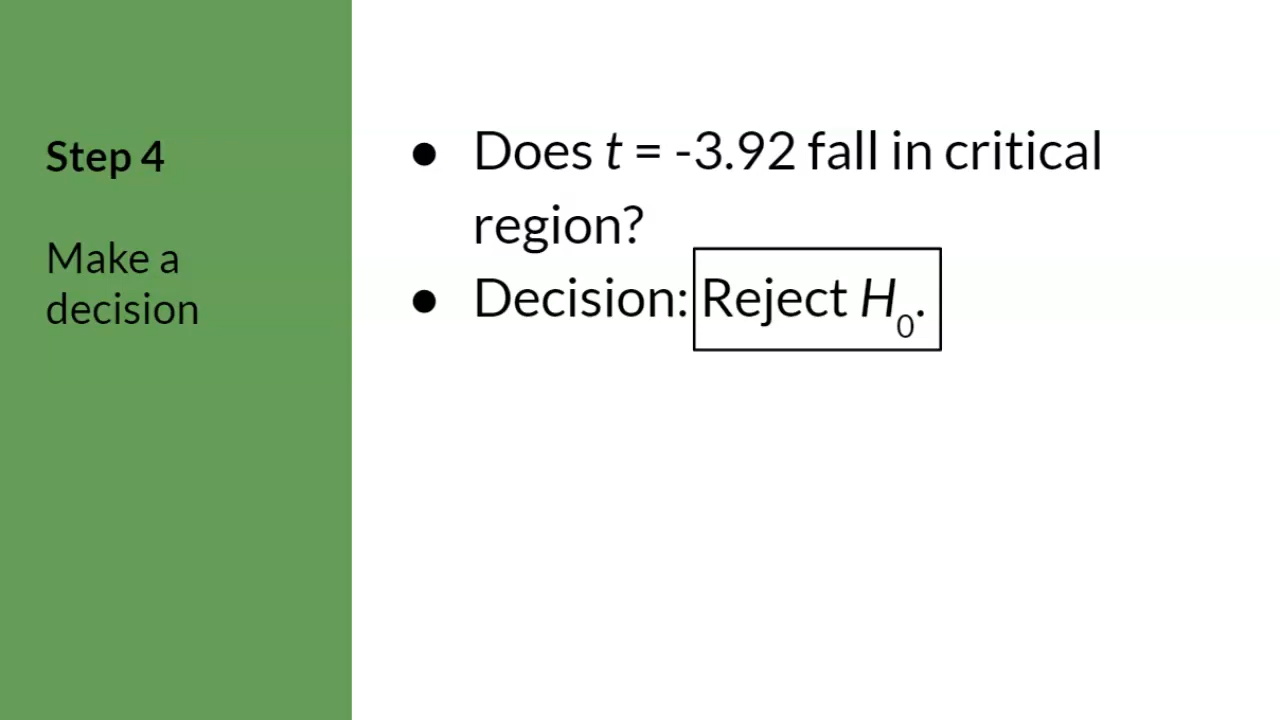 Step 4
Make a
decision
● Does t = -3.92 fall in critical
region?
● Decision: Reject H₀.